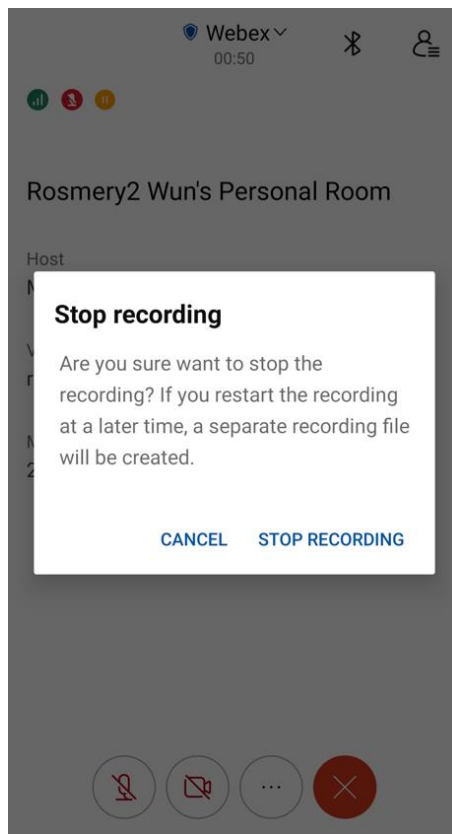 Webex
00:50
Rosmery2 Wun's Personal Room
Host
Stop recording
Are you sure want to stop the
recording? If you restart the recording
at a later time, a separate recording file
will be created.
CANCEL STOP RECORDING